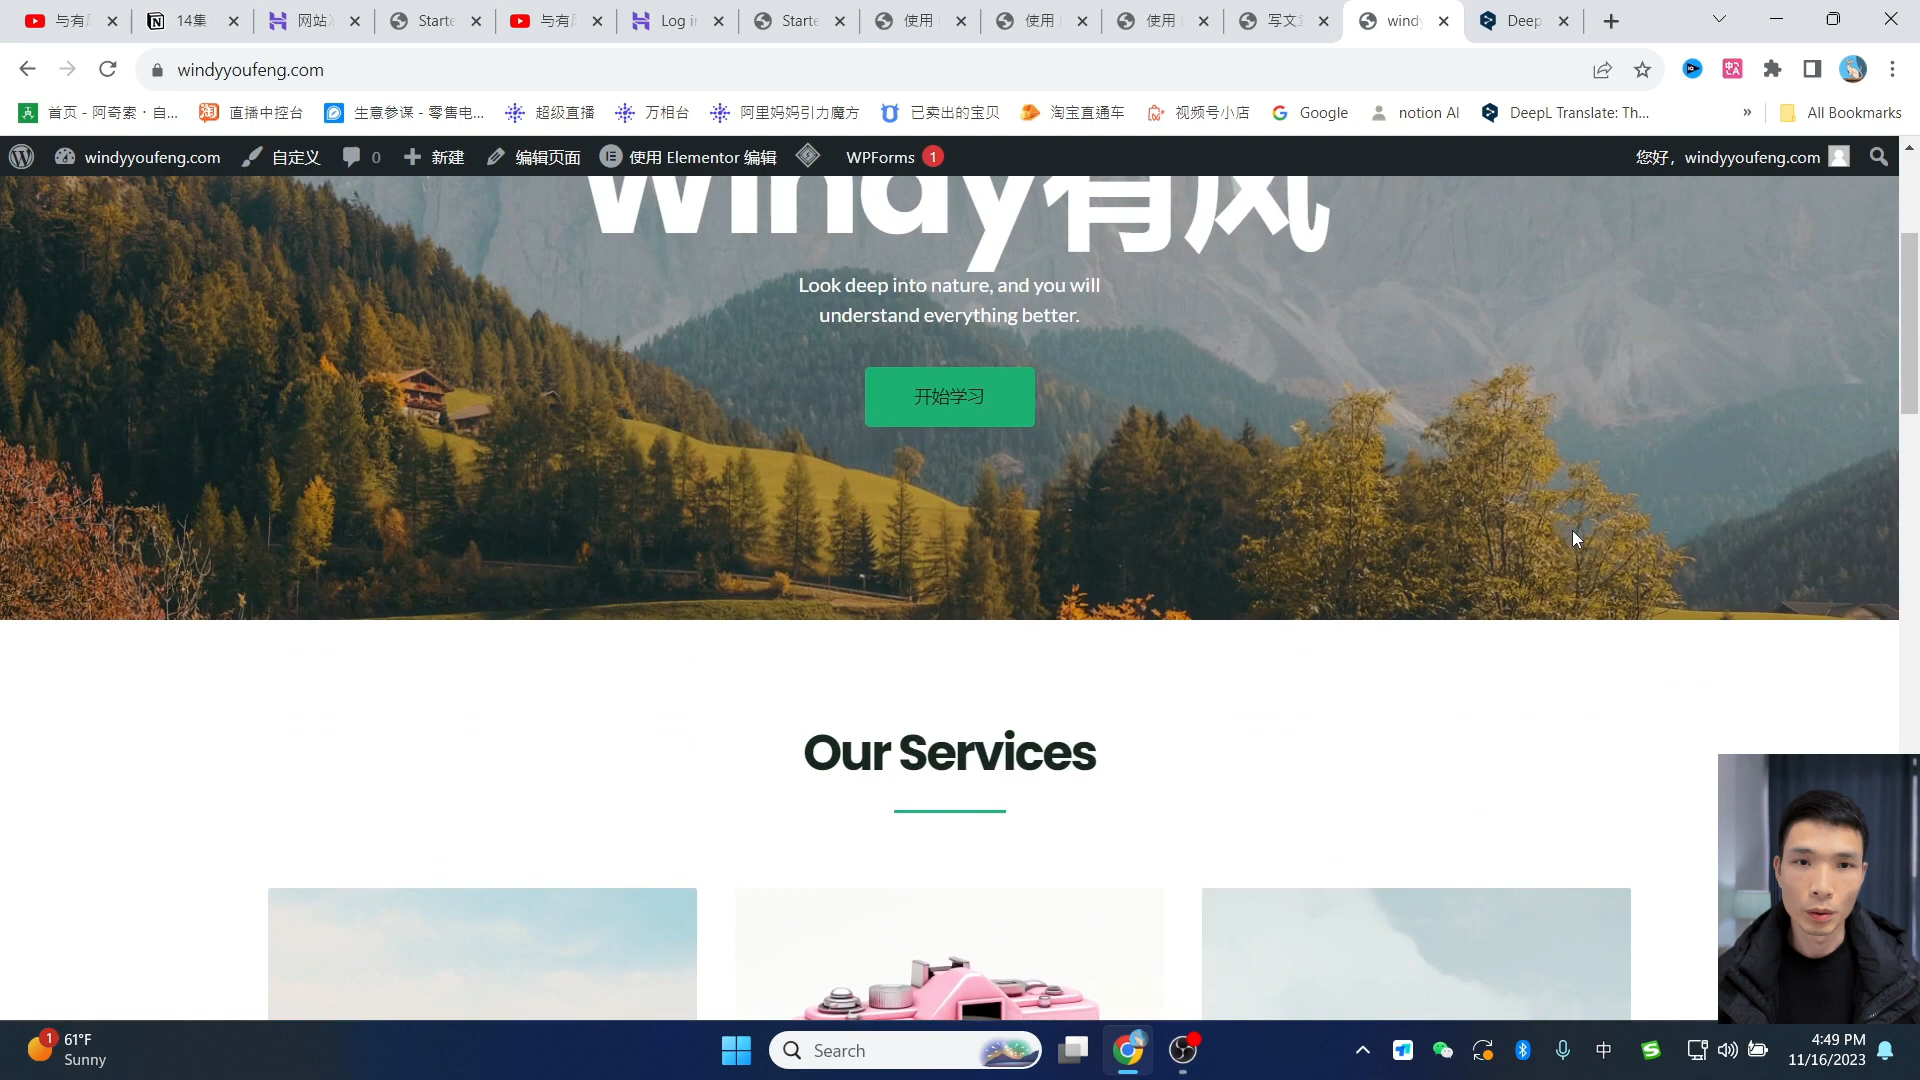 与有
14集
网站
Starte
与有
Log i
Starte
使用
使用
使用
写文
windy
Deep
windyyoufeng.com
首页 - 阿奇索 · 自...
直播中控台
生意参谋 - 零售电...
超级直播
万相台
阿里妈妈引力魔方
已卖出的宝贝
淘宝直通车
视频号小店
Google
notion AI
DeepL Translate: Th...
»
All Bookmarks
windyyoufeng.com
自定义
0
新建
编辑页面
使用 Elementor 编辑
WPForms
1
您好，windyyoufeng.com
Windy有风
Look deep into nature, and you will
understand everything better.
开始学习
Our Services
1
61°F
Sunny
Search
中
4:49 PM
11/16/2023